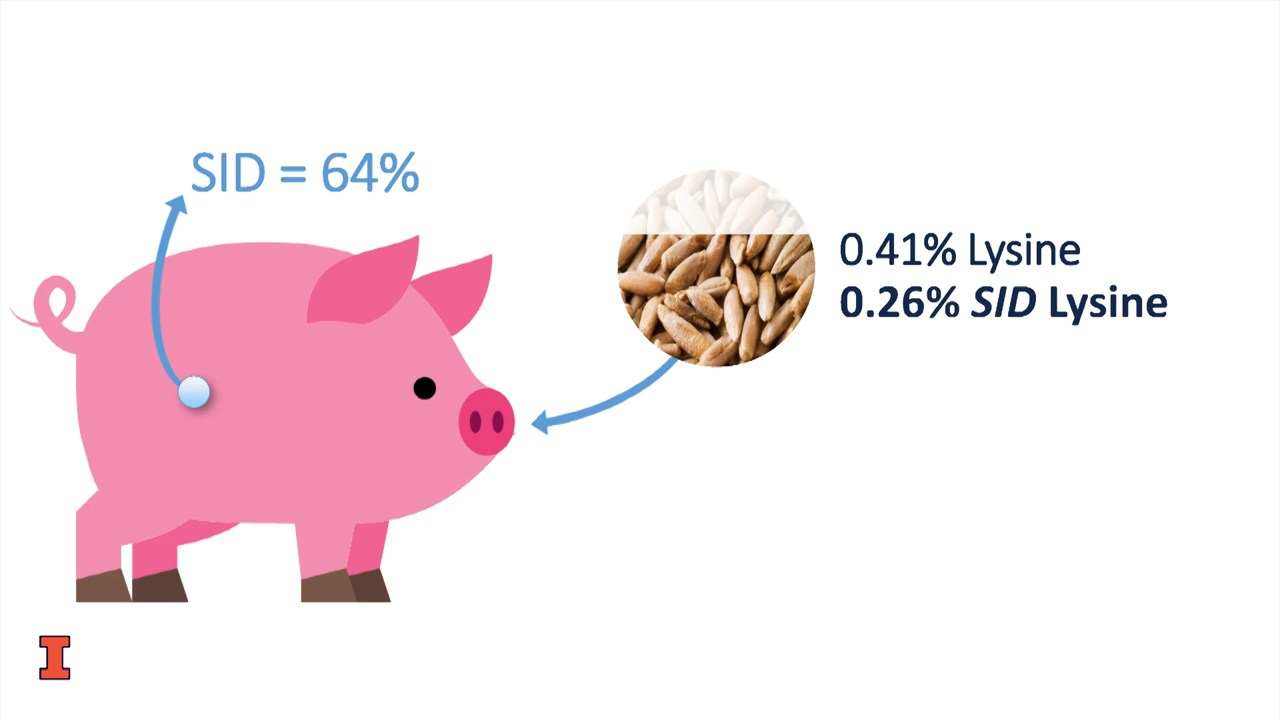 SID = 64%
0.41% Lysine
0.26% SID Lysine
I